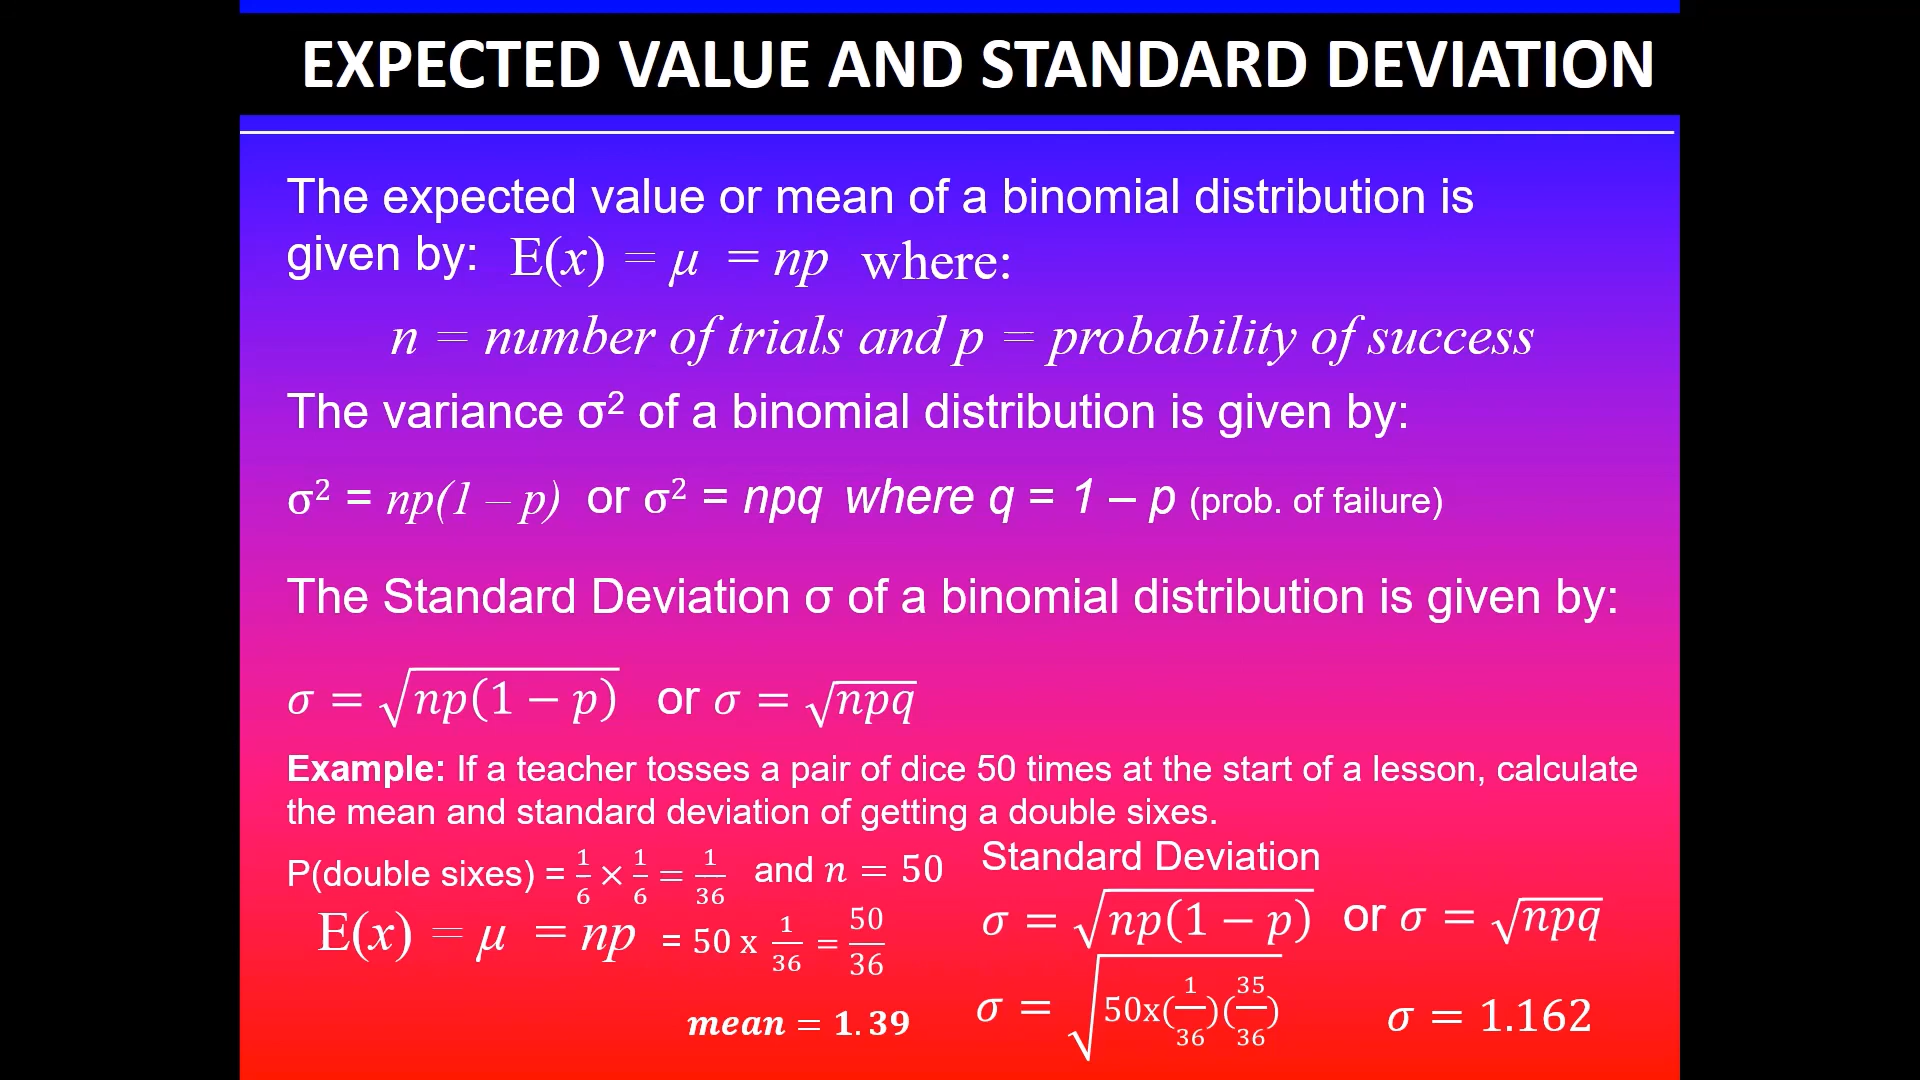 EXPECTED VALUE AND STANDARD DEVIATION
The expected value or mean of a binomial distribution is
given by: E(x) = μ = np where:
n = number of trials and p = probability of success
The variance σ² of a binomial distribution is given by:
σ² = np(1 – p) or σ² = npq where q = 1 – p (prob. of failure)
The Standard Deviation σ of a binomial distribution is given by:
σ = √(np(1 − p)) or σ = √(npq)
Example: If a teacher tosses a pair of dice 50 times at the start of a lesson, calculate
the mean and standard deviation of getting a double sixes.
P(double sixes) = 1/6 × 1/6 = 1/36 and n = 50
E(x) = μ = np = 50 x 1/36 = 50/36
mean = 1.39
Standard Deviation
σ = √(np(1 − p)) or σ = √(npq)
σ = √(50x(1/36)(35/36)) σ = 1.162